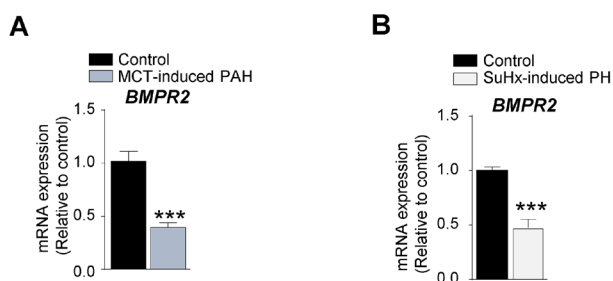 A
Control
MCT-induced PAH
BMPR2
mRNA expression
(Relative to control)
1.5
1.0
0.5
0.0
***
B
Control
SuHx-induced PH
BMPR2
mRNA expression
(Relative to control)
1.5
1.0
0.5
0.0
***